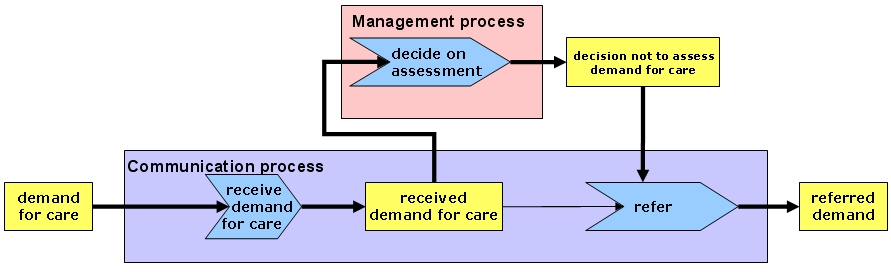 Management process
decide on
assessment
decision not to assess
demand for care
Communication process
demand
for care
receive
demand
for care
received
demand for care
refer
referred
demand